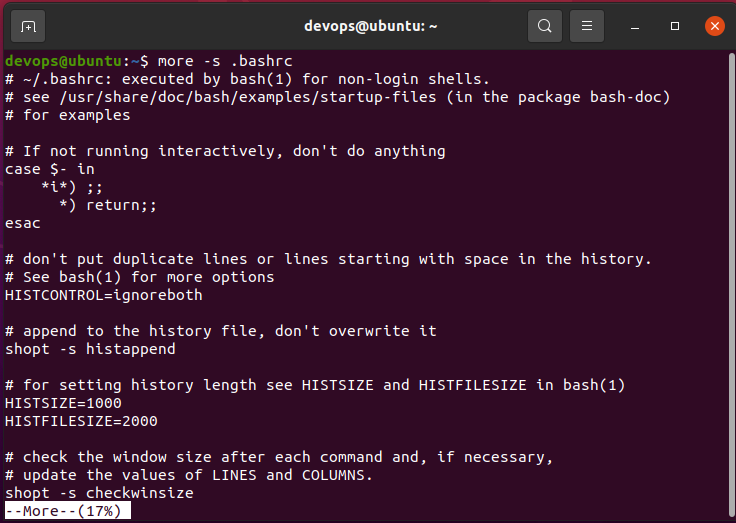 devops@ubuntu: ~
devops@ubuntu:~$ more -s .bashrc
# ~/.bashrc: executed by bash(1) for non-login shells.
# see /usr/share/doc/bash/examples/startup-files (in the package bash-doc)
# for examples

# If not running interactively, don't do anything
case $- in
    *i*) ;;
      *) return;;
esac

# don't put duplicate lines or lines starting with space in the history.
# See bash(1) for more options
HISTCONTROL=ignoreboth

# append to the history file, don't overwrite it
shopt -s histappend

# for setting history length see HISTSIZE and HISTFILESIZE in bash(1)
HISTSIZE=1000
HISTFILESIZE=2000

# check the window size after each command and, if necessary,
# update the values of LINES and COLUMNS.
shopt -s checkwinsize
--More--(17%)